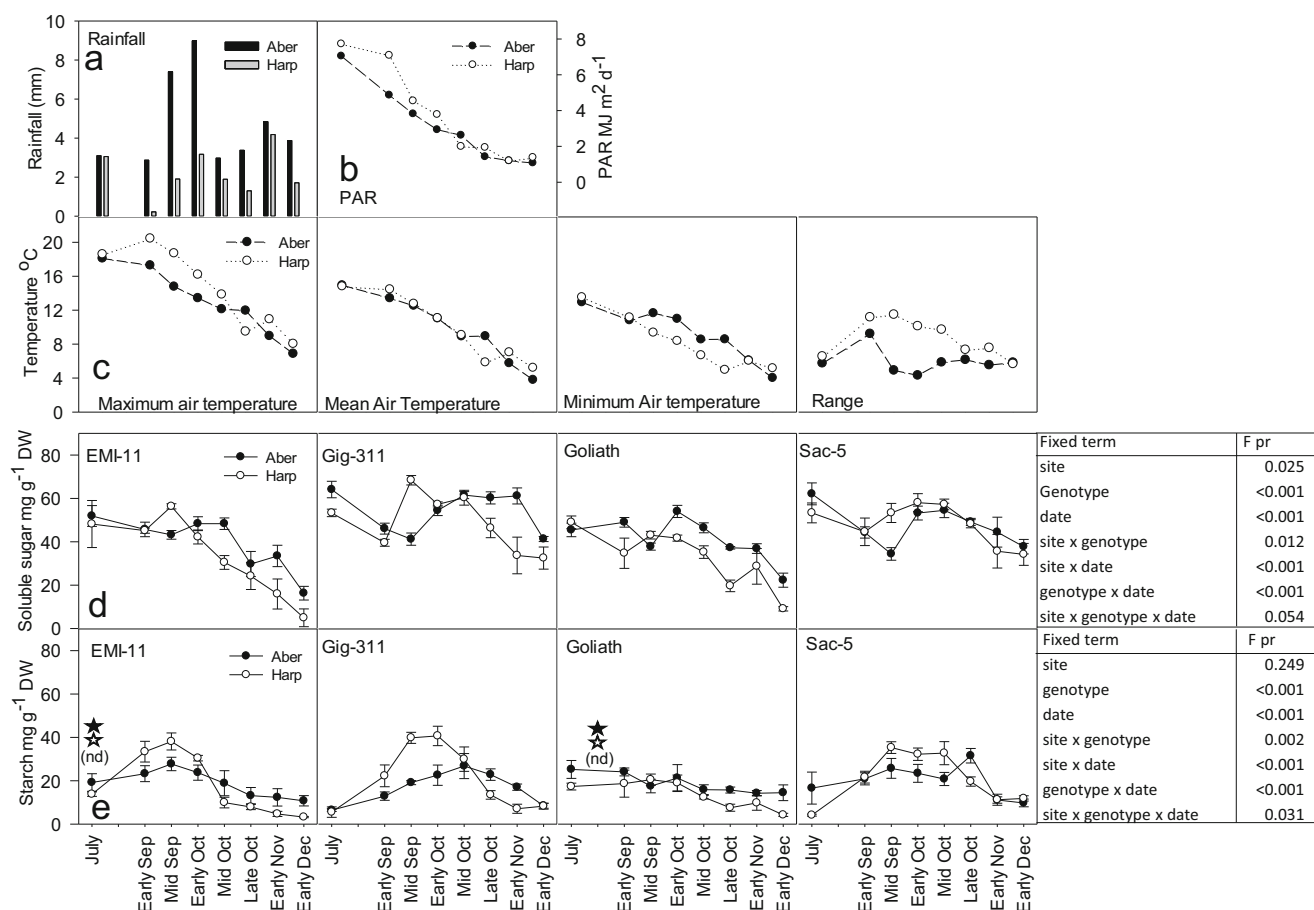 10
8
6
4
2
0
Rainfall (mm)
Rainfall
a
Aber
Harp
Aber
Harp
b
PAR
8
6
4
2
0
PAR MJ m2 d-1
20
16
12
8
4
0
Temperature oC
Aber
Harp
c
Maximum air temperature
Mean Air Temperature
Minimum Air temperature
Range
80
60
40
20
0
Soluble sugar mg g-1 DW
EMI-11
Aber
Harp
d
Gig-311
Goliath
Sac-5
Fixed term F pr
site 0.025
Genotype <0.001
date <0.001
site x genotype 0.012
site x date <0.001
genotype x date <0.001
site x genotype x date 0.054
80
60
40
20
0
Starch mg g-1 DW
EMI-11
Aber
Harp
(nd)
e
Gig-311
Goliath
(nd)
Sac-5
Fixed term F pr
site 0.249
genotype <0.001
date <0.001
site x genotype 0.002
site x date <0.001
genotype x date <0.001
site x genotype x date 0.031
July
Early Sep
Mid Sep
Early Oct
Mid Oct
Late Oct
Early Nov
Early Dec
July
Early Sep
Mid Sep
Early Oct
Mid Oct
Late Oct
Early Nov
Early Dec
July
Early Sep
Mid Sep
Early Oct
Mid Oct
Late Oct
Early Nov
Early Dec
July
Early Sep
Mid Sep
Early Oct
Mid Oct
Late Oct
Early Nov
Early Dec